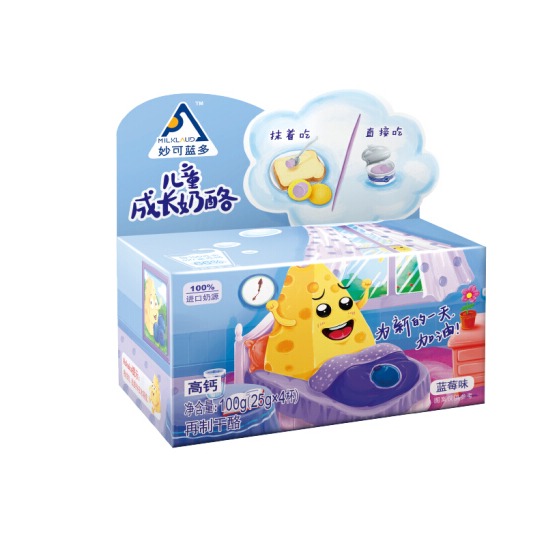 TM
MILKLAUD
妙可蓝多
儿童
成长奶酪
抹着吃
直接吃
100%
进口奶源
为新的一天,
加油!
高钙
净含量:100g(25g×4杯)
再制干酪
蓝莓味